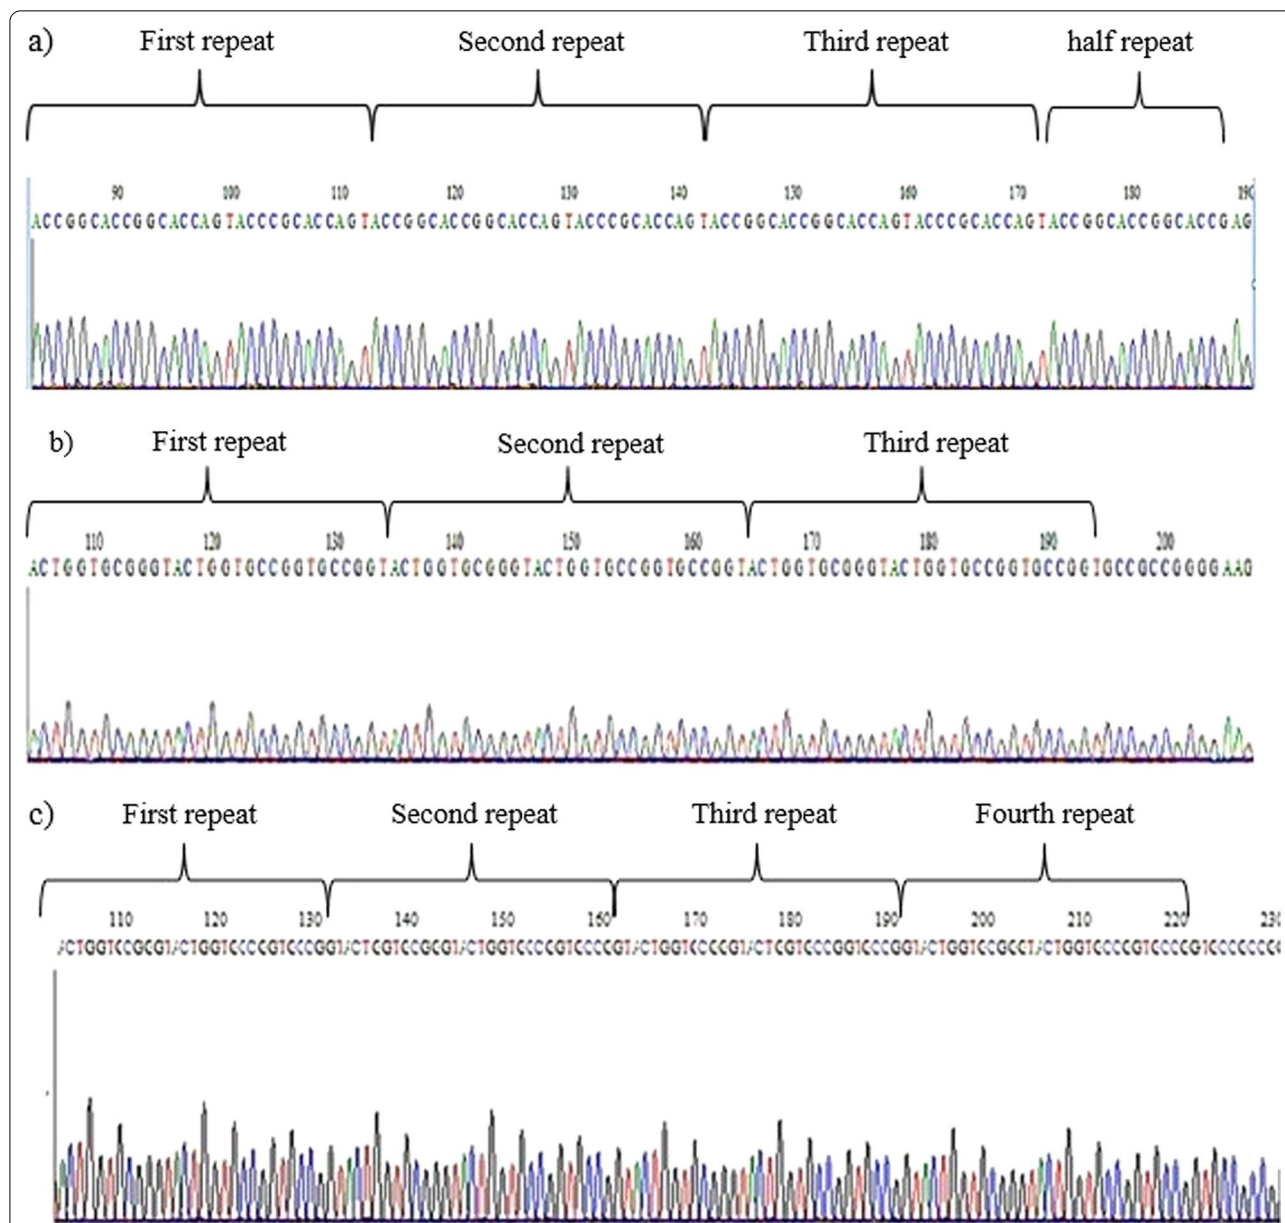 a) First repeat Second repeat Third repeat half repeat
90 100 110 120 130 140 150 160 170 180 190
ACCGGCACCGGCACCAGTACCCGCACCAGTACCGGCACCGGCACCAGTACCCGCACCAGTACCGGCACCGGCACCAGTACCCGCACCAGTACCGGCACCGGCACCGAG
b) First repeat Second repeat Third repeat
110 120 130 140 150 160 170 180 190 200
ACTGGTGCGGGTACTGGTGCCGGTGCCGGTACTGGTGCGGGTACTGGTGCCGGTGCCGGTACTGGTGCGGGTACTGGTGCCGGTGCCGGTGCCGCCGGGGAAG
c) First repeat Second repeat Third repeat Fourth repeat
110 120 130 140 150 160 170 180 190 200 210 220 230